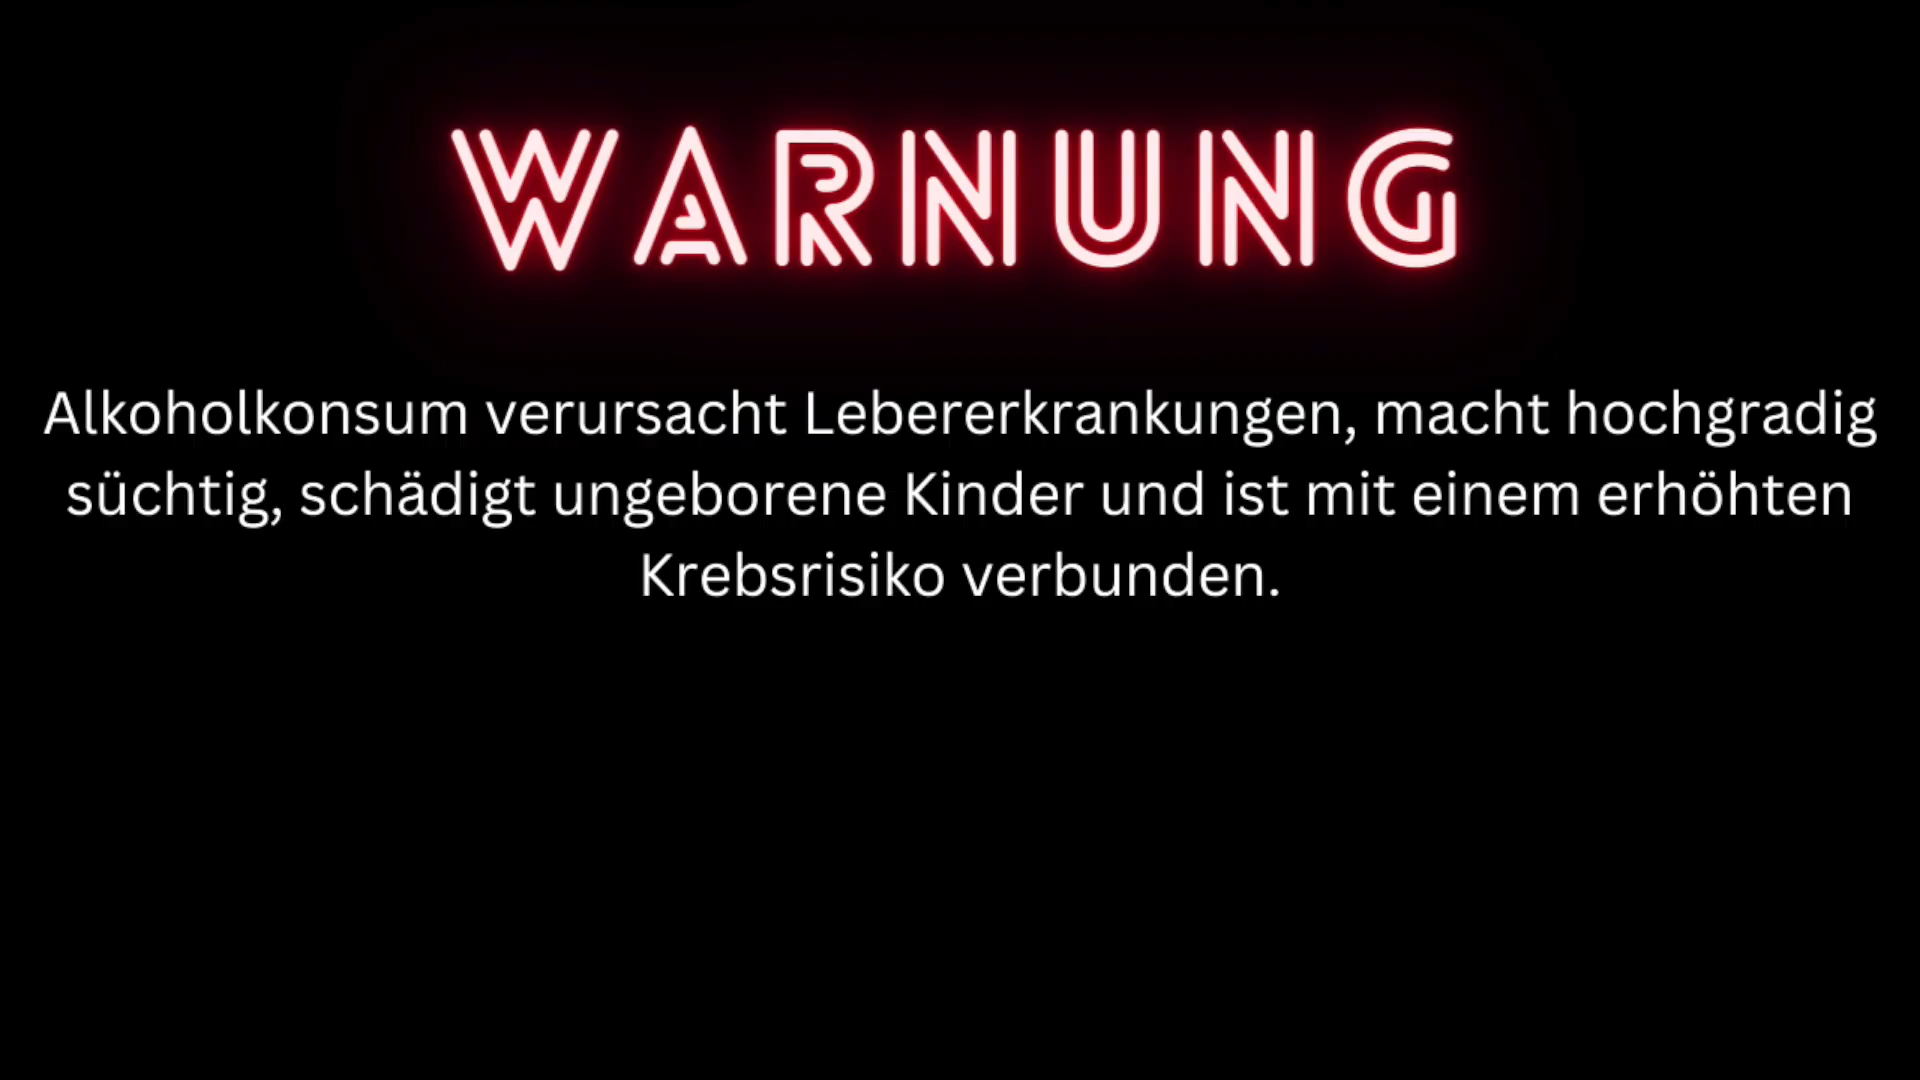 WARNUNG
Alkoholkonsum verursacht Lebererkrankungen, macht hochgradig
süchtig, schädigt ungeborene Kinder und ist mit einem erhöhten
Krebsrisiko verbunden.